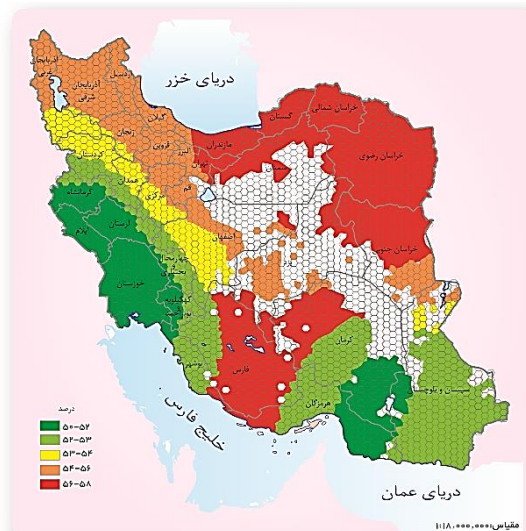 دریای خزر
آذربایجان
غربی
آذربایجان
شرقی
اردبیل
گیلان
زنجان
قزوین
البرز
تهران
مازندران
گلستان
خراسان شمالی
خراسان رضوی
سمنان
کردستان
همدان
مرکزی
قم
کرمانشاه
لرستان
ایلام
اصفهان
چهارمحال
بختیاری
خوزستان
کهگیلویه
یزد
خراسان جنوبی
بوشهر
فارس
کرمان
هرمزگان
سیستان و بلوچستان
خلیج فارس
دریای عمان
درصد
۵۰-۵۲
۵۲-۵۳
۵۳-۵۴
۵۴-۵۶
۵۶-۵۸
مقیاس:۱:۱۸,۰۰۰,۰۰۰